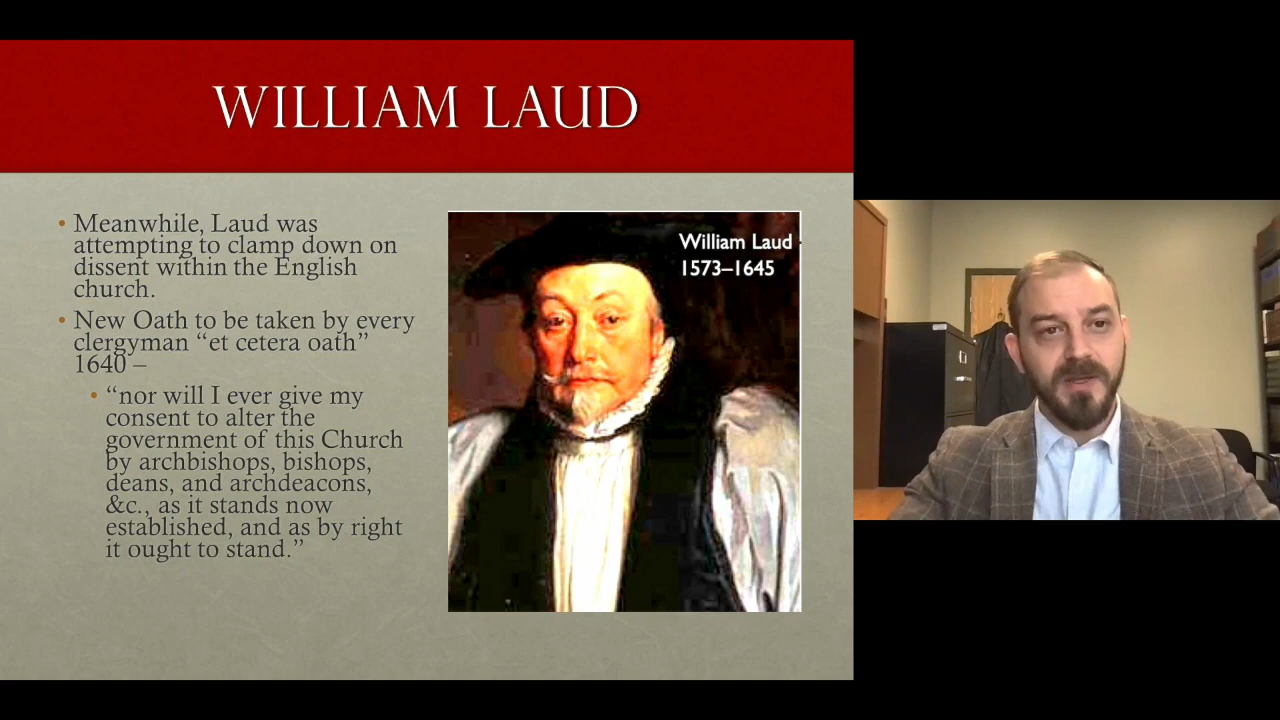 WILLIAM LAUD
• Meanwhile, Laud was
attempting to clamp down on
dissent within the English
church.
• New Oath to be taken by every
clergyman “et cetera oath”
1640 –
• “nor will I ever give my
consent to alter the
government of this Church
by archbishops, bishops,
deans, and archdeacons,
&c., as it stands now
established, and as by right
it ought to stand.”
William Laud
1573–1645